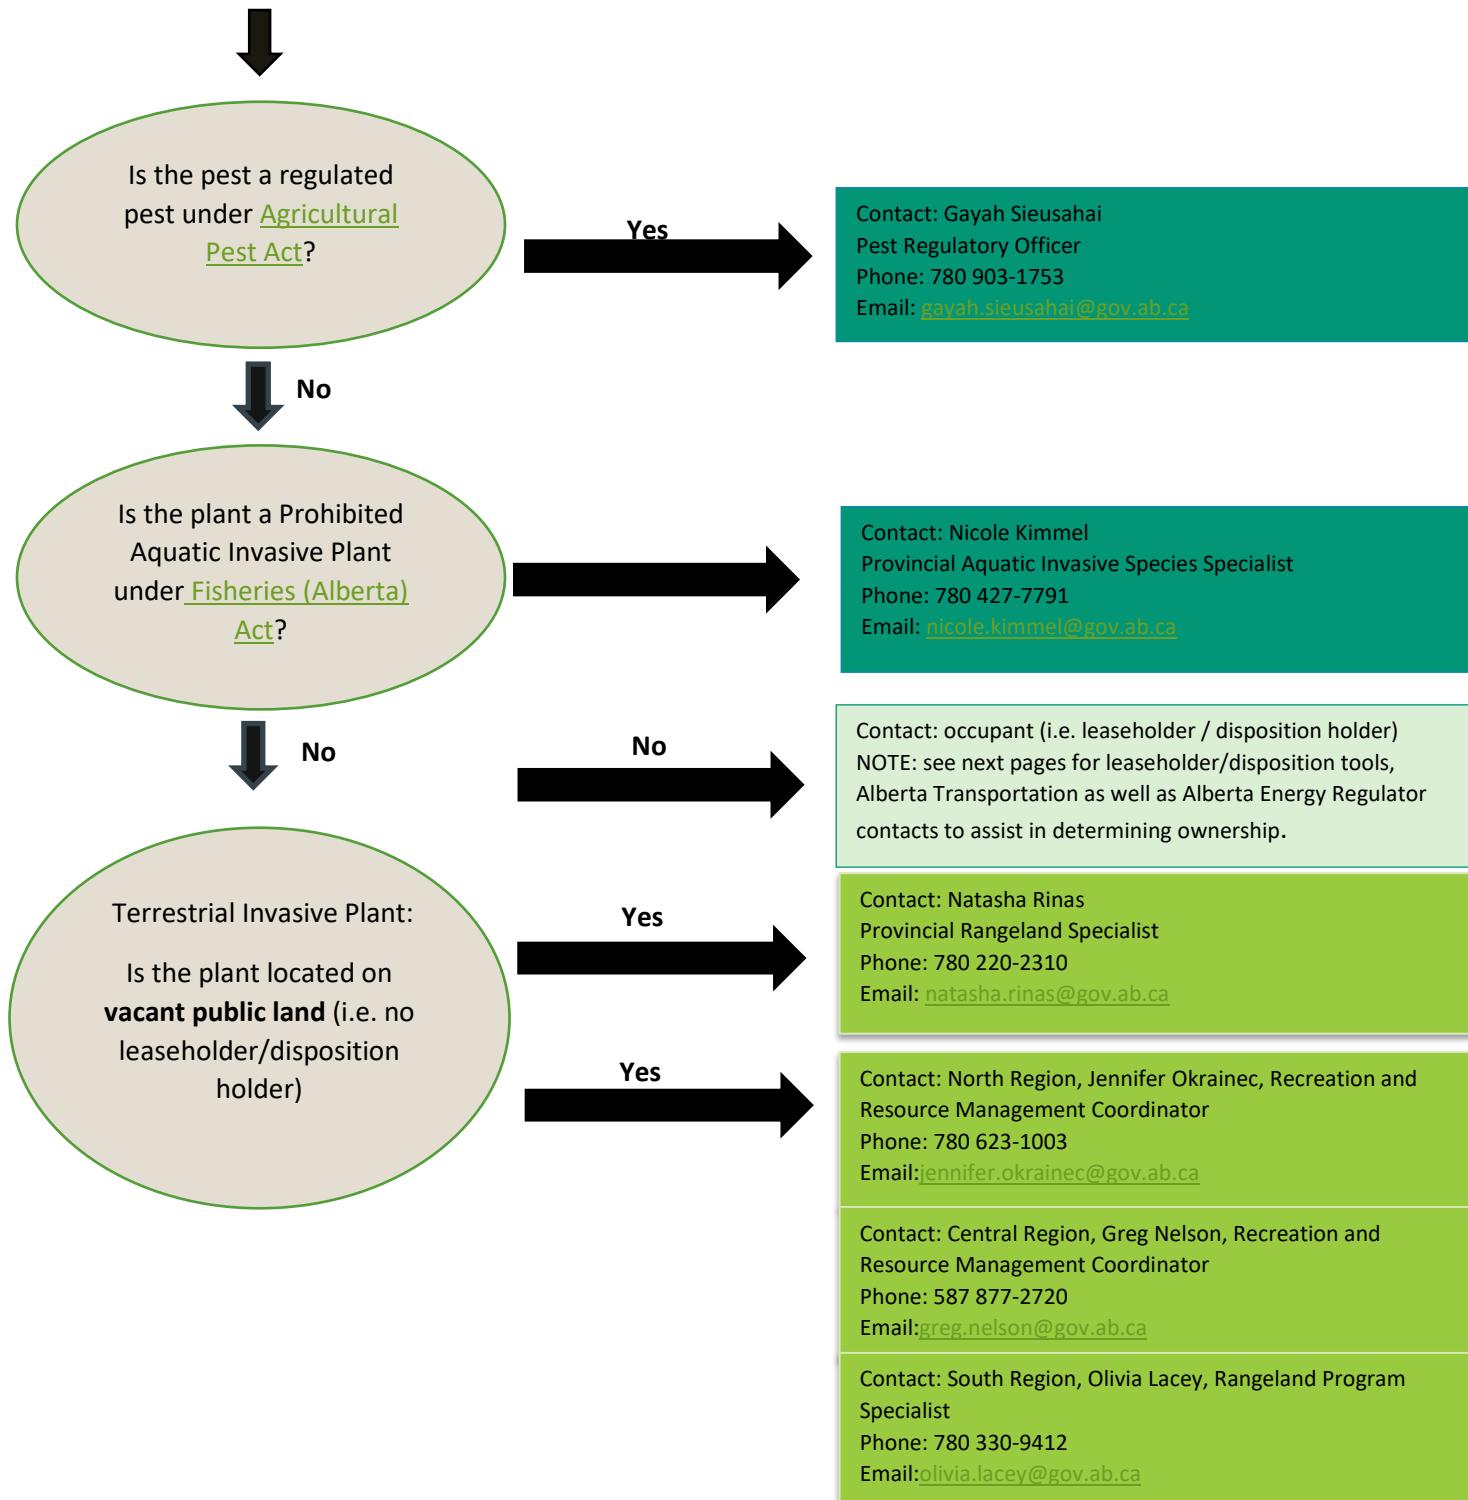 Is the pest a regulated
pest under Agricultural
Pest Act?
Yes
Contact: Gayah Sieusahai
Pest Regulatory Officer
Phone: 780 903-1753
Email: gayah.sieusahai@gov.ab.ca
No
Is the plant a Prohibited
Aquatic Invasive Plant
under Fisheries (Alberta)
Act?
Contact: Nicole Kimmel
Provincial Aquatic Invasive Species Specialist
Phone: 780 427-7791
Email: nicole.kimmel@gov.ab.ca
No
No
Contact: occupant (i.e. leaseholder / disposition holder)
NOTE: see next pages for leaseholder/disposition tools,
Alberta Transportation as well as Alberta Energy Regulator
contacts to assist in determining ownership.
Terrestrial Invasive Plant:
Is the plant located on
vacant public land (i.e. no
leaseholder/disposition
holder)
Yes
Contact: Natasha Rinas
Provincial Rangeland Specialist
Phone: 780 220-2310
Email: natasha.rinas@gov.ab.ca
Yes
Contact: North Region, Jennifer Okrainec, Recreation and
Resource Management Coordinator
Phone: 780 623-1003
Email:jennifer.okrainec@gov.ab.ca
Contact: Central Region, Greg Nelson, Recreation and
Resource Management Coordinator
Phone: 587 877-2720
Email:greg.nelson@gov.ab.ca
Contact: South Region, Olivia Lacey, Rangeland Program
Specialist
Phone: 780 330-9412
Email:olivia.lacey@gov.ab.ca